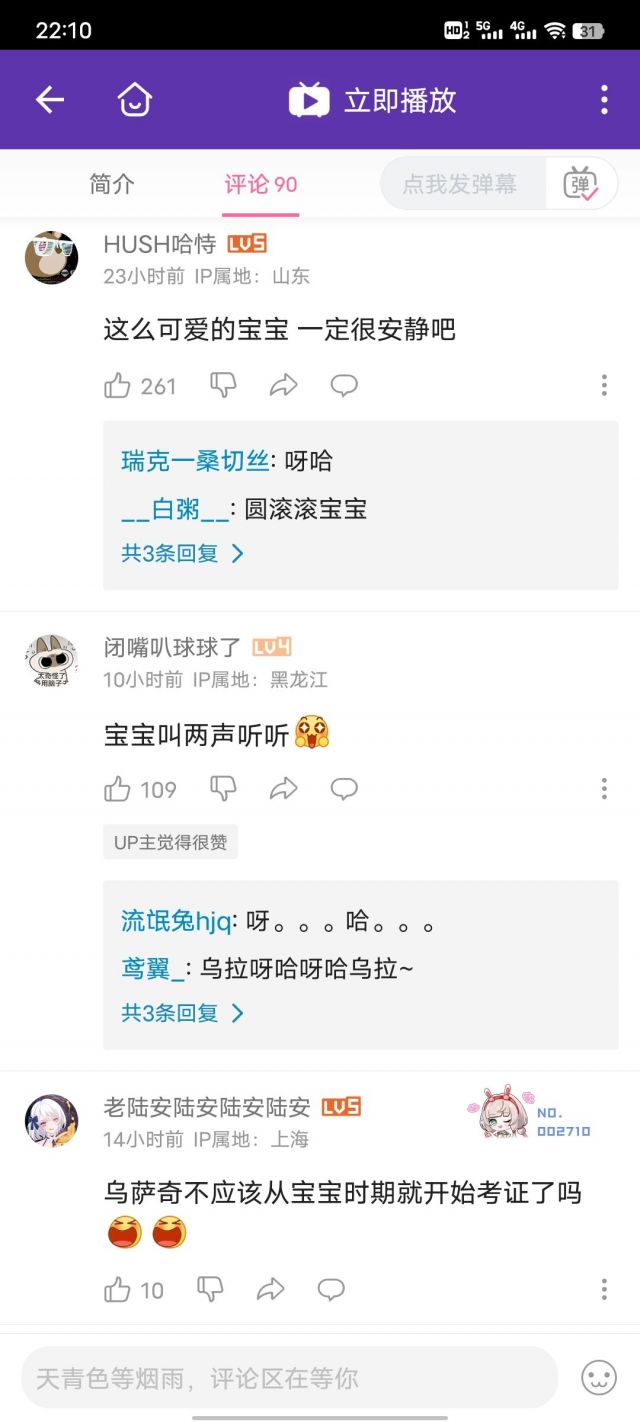 22:10
HD 1 2 5G 4G 31
立即播放
简介
评论 90
点我发弹幕
弹
HUSH哈恃 LV5
23小时前 IP属地：山东
这么可爱的宝宝 一定很安静吧
261
瑞克一桑切丝: 呀哈
__白粥__: 圆滚滚宝宝
共3条回复
闭嘴叭球球了 LV4
10小时前 IP属地：黑龙江
宝宝叫两声听听
109
UP主觉得很赞
流氓兔hjq: 呀。。。哈。。。
鸢翼_: 乌拉呀哈呀哈乌拉~
共3条回复
老陆安陆安陆安陆安 LV5
NO.
002710
14小时前 IP属地：上海
乌萨奇不应该从宝宝时期就开始考证了吗
10
天青色等烟雨，评论区在等你